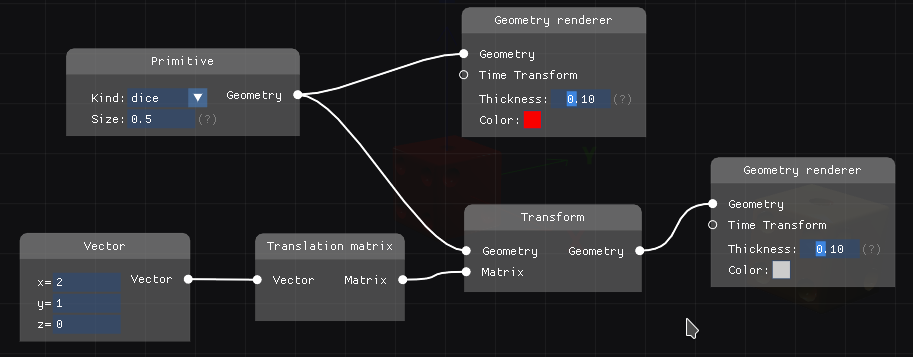 Geometry renderer
Geometry
Time Transform
Thickness: 0.10 (?)
Color:
Primitive
Kind: dice
Geometry
Size: 0.5 (?)
Geometry renderer
Geometry
Time Transform
Thickness: 0.10 (?)
Color:
Transform
Geometry Geometry
Matrix
Vector
x= 2
Vector
y= 1
z= 0
Translation matrix
Vector Matrix
Y